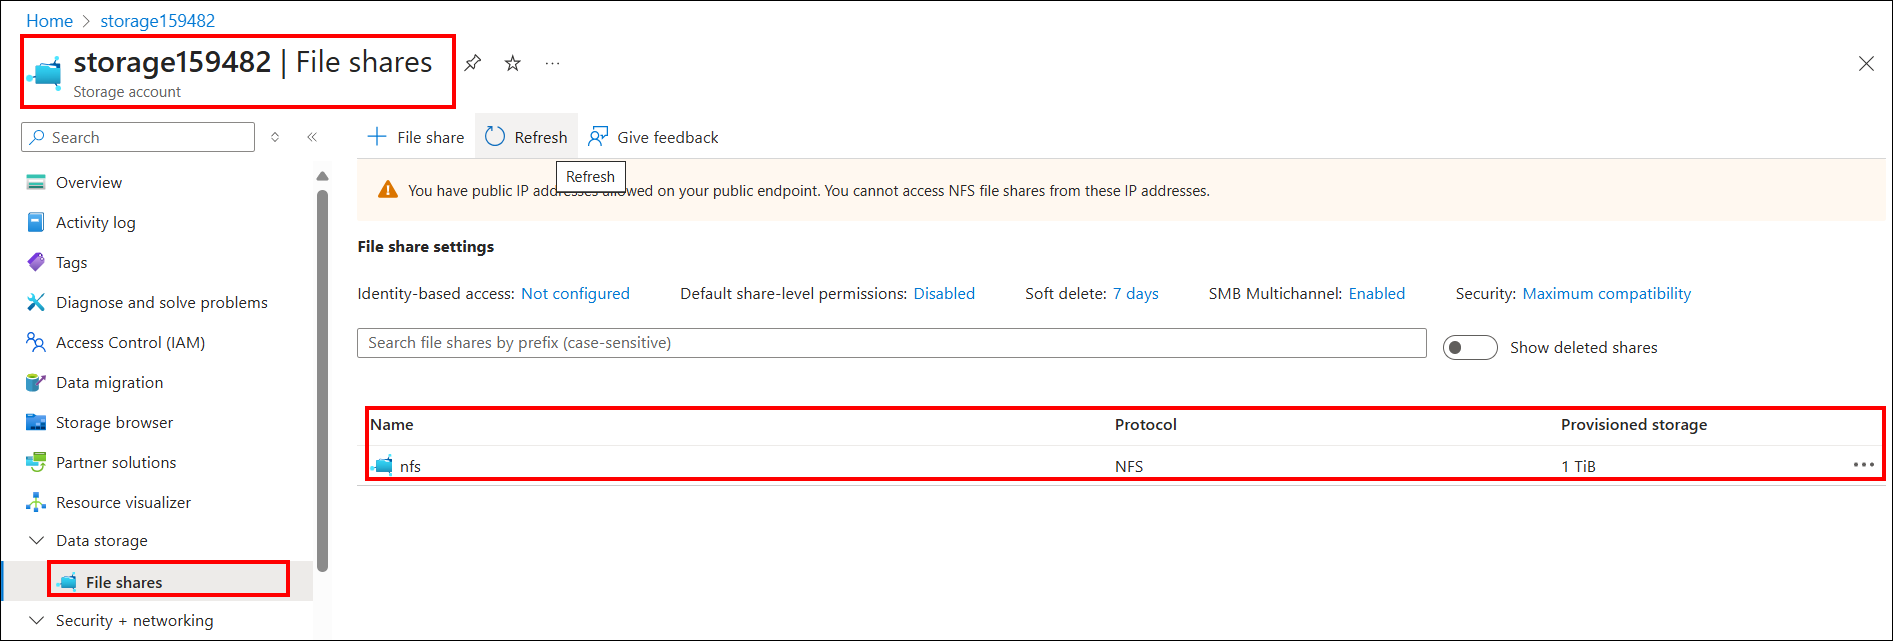 Home > storage159482
storage159482 | File shares
...
Storage account
Search
File share
Refresh
Give feedback
Refresh
You have public IP addresses allowed on your public endpoint. You cannot access NFS file shares from these IP addresses.
Overview
Activity log
Tags
Diagnose and solve problems
Access Control (IAM)
Data migration
Storage browser
Partner solutions
Resource visualizer
Data storage
File shares
Security + networking
File share settings
Identity-based access: Not configured
Default share-level permissions: Disabled
Soft delete: 7 days
SMB Multichannel: Enabled
Security: Maximum compatibility
Search file shares by prefix (case-sensitive)
Show deleted shares
Name Protocol Provisioned storage
nfs NFS 1 TiB ...